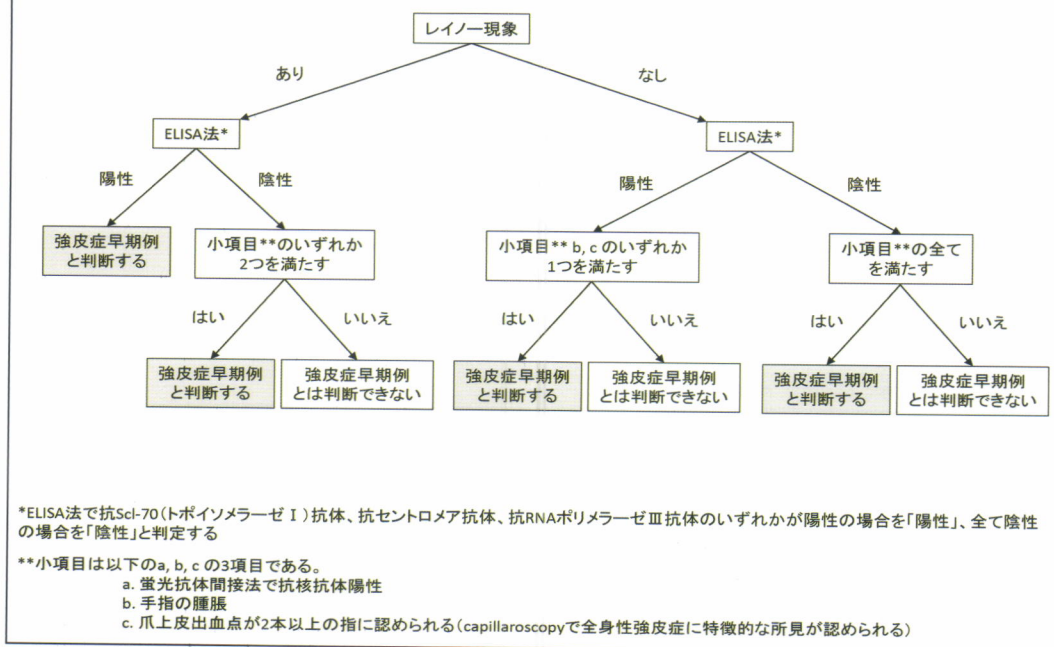 レイノー現象
あり
なし
ELISA法*
ELISA法*
陽性
陰性
陽性
陰性
強皮症早期例
と判断する
小項目**のいずれか
2つを満たす
小項目** b, c のいずれか
1つを満たす
小項目**の全て
を満たす
はい
いいえ
はい
いいえ
はい
いいえ
強皮症早期例
と判断する
強皮症早期例
とは判断できない
強皮症早期例
と判断する
強皮症早期例
とは判断できない
強皮症早期例
と判断する
強皮症早期例
とは判断できない
*ELISA法で抗Scl-70(トポイソメラーゼⅠ)抗体、抗セントロメア抗体、抗RNAポリメラーゼⅢ抗体のいずれかが陽性の場合を「陽性」、全て陰性
の場合を「陰性」と判定する
**小項目は以下のa, b, c の3項目である。
a. 蛍光抗体間接法で抗核抗体陽性
b. 手指の腫脹
c. 爪上皮出血点が2本以上の指に認められる(capillaroscopyで全身性強皮症に特徴的な所見が認められる)